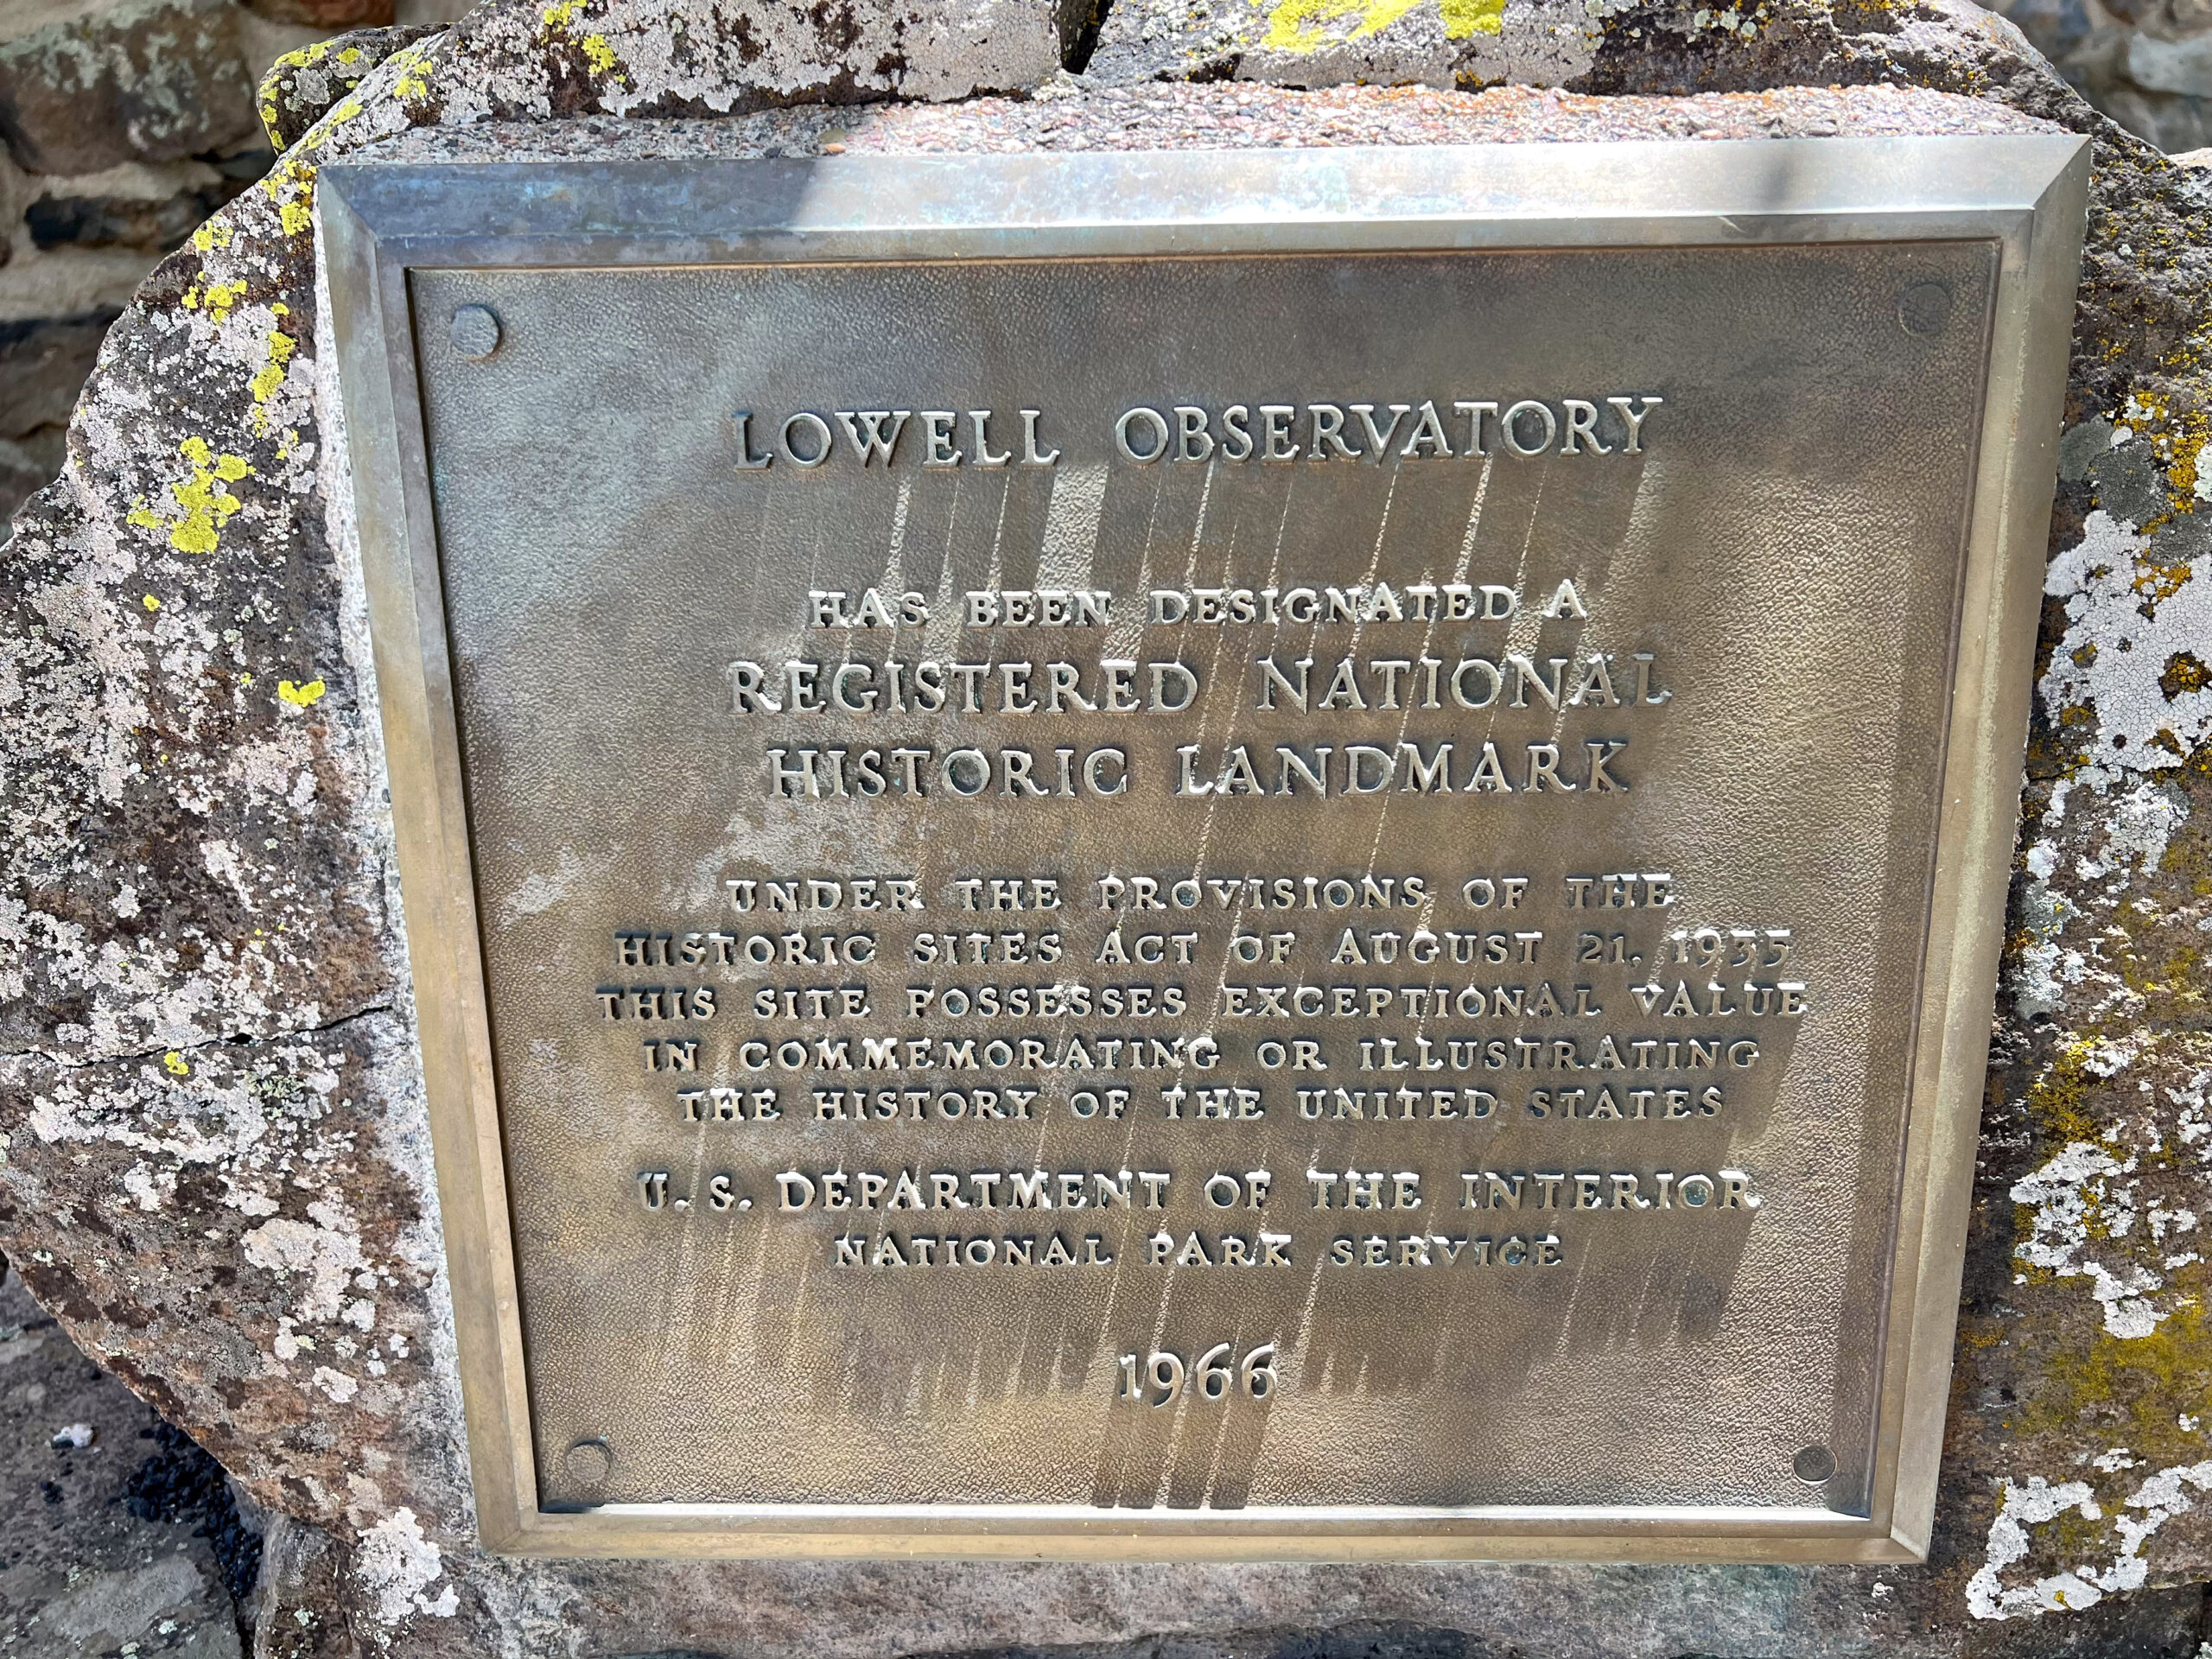 LOWELL OBSERVATORY
HAS BEEN DESIGNATED A
REGISTERED NATIONAL
HISTORIC LANDMARK
UNDER THE PROVISIONS OF THE
HISTORIC SITES ACT OF AUGUST 21, 1935
THIS SITE POSSESSES EXCEPTIONAL VALUE
IN COMMEMORATING OR ILLUSTRATING
THE HISTORY OF THE UNITED STATES
U. S. DEPARTMENT OF THE INTERIOR
NATIONAL PARK SERVICE
1966